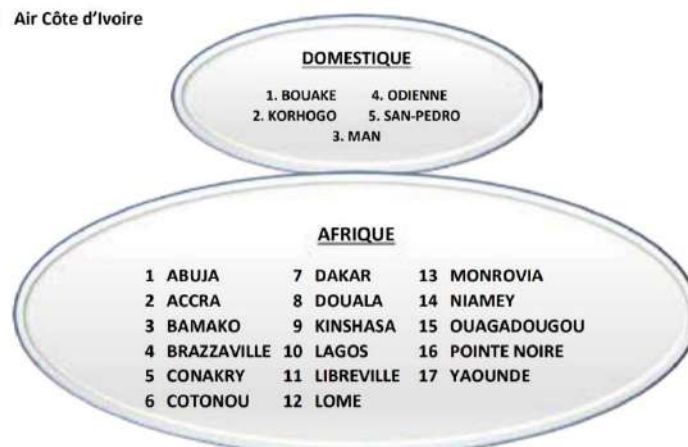 Air Côte d'Ivoire
DOMESTIQUE
1. BOUAKE 4. ODIENNE
2. KORHOGO 5. SAN-PEDRO
3. MAN
AFRIQUE
1 ABUJA 7 DAKAR 13 MONROVIA
2 ACCRA 8 DOUALA 14 NIAMEY
3 BAMAKO 9 KINSHASA 15 OUAGADOUGOU
4 BRAZZAVILLE 10 LAGOS 16 POINTE NOIRE
5 CONAKRY 11 LIBREVILLE 17 YAOUNDE
6 COTONOU 12 LOME